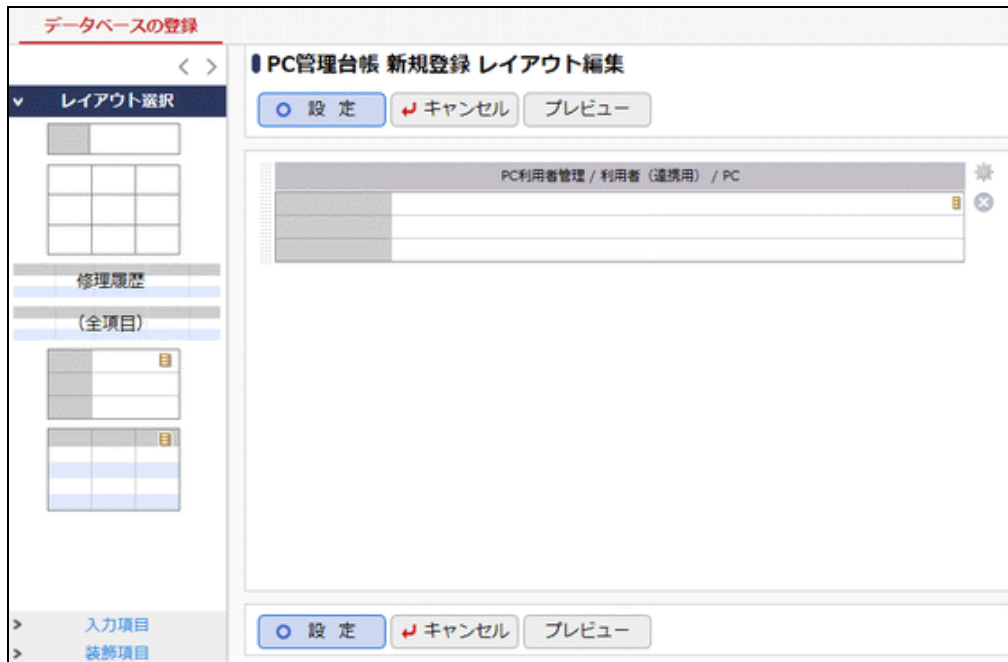 データベースの登録
レイアウト選択
修理履歴
(全項目)
入力項目
装飾項目
PC管理台帳 新規登録 レイアウト編集
設 定
キャンセル
プレビュー
PC利用者管理 / 利用者（連携用） / PC
設 定
キャンセル
プレビュー